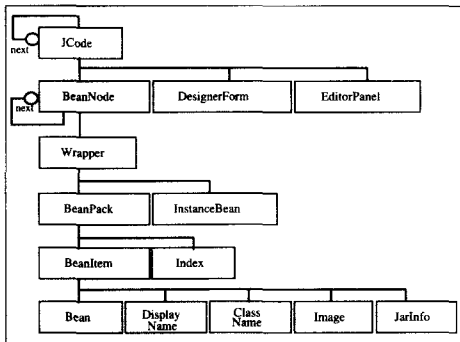 JCode
next
BeanNode
DesignerForm
EditorPanel
next
Wrapper
BeanPack
InstanceBean
BeanItem
Index
Bean
Display
Name
Class
Name
Image
JarInfo